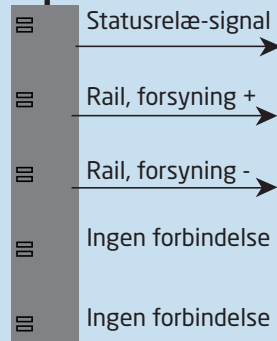 Statusrelæ-signal
Rail, forsyning +
Rail, forsyning -
Ingen forbindelse
Ingen forbindelse